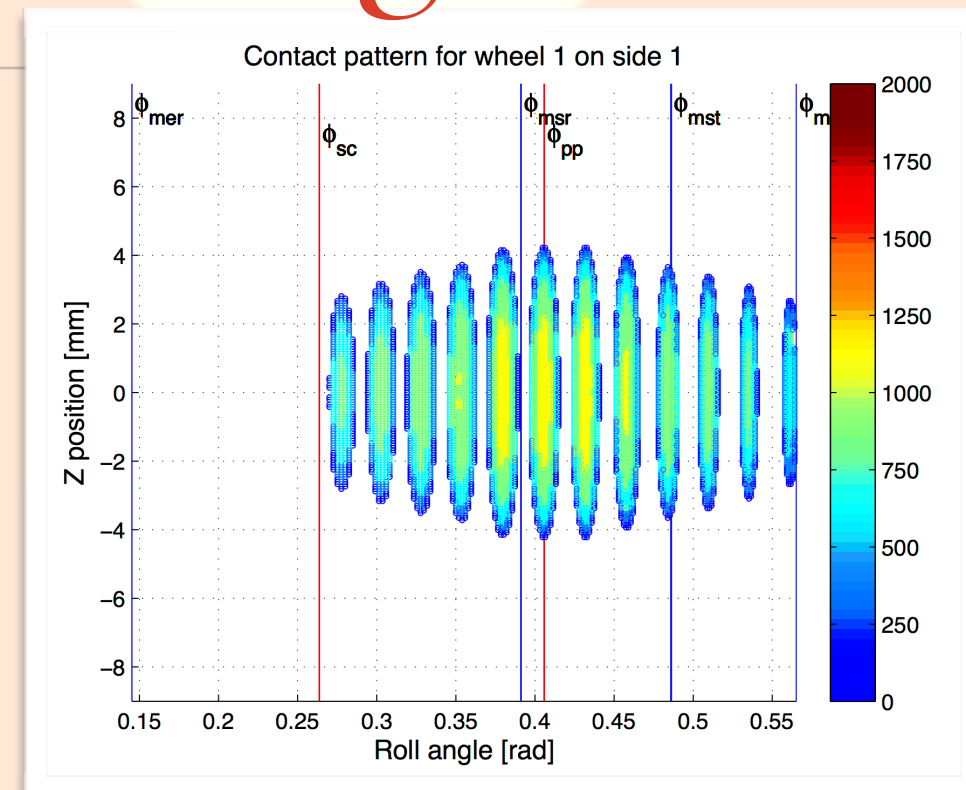 Contact pattern for wheel 1 on side 1
ϕmer
ϕsc
ϕmsr
ϕpp
ϕmst
ϕm
Z position [mm]
8
6
4
2
0
−2
−4
−6
−8
0.15 0.2 0.25 0.3 0.35 0.4 0.45 0.5 0.55
Roll angle [rad]
2000
1750
1500
1250
1000
750
500
250
0